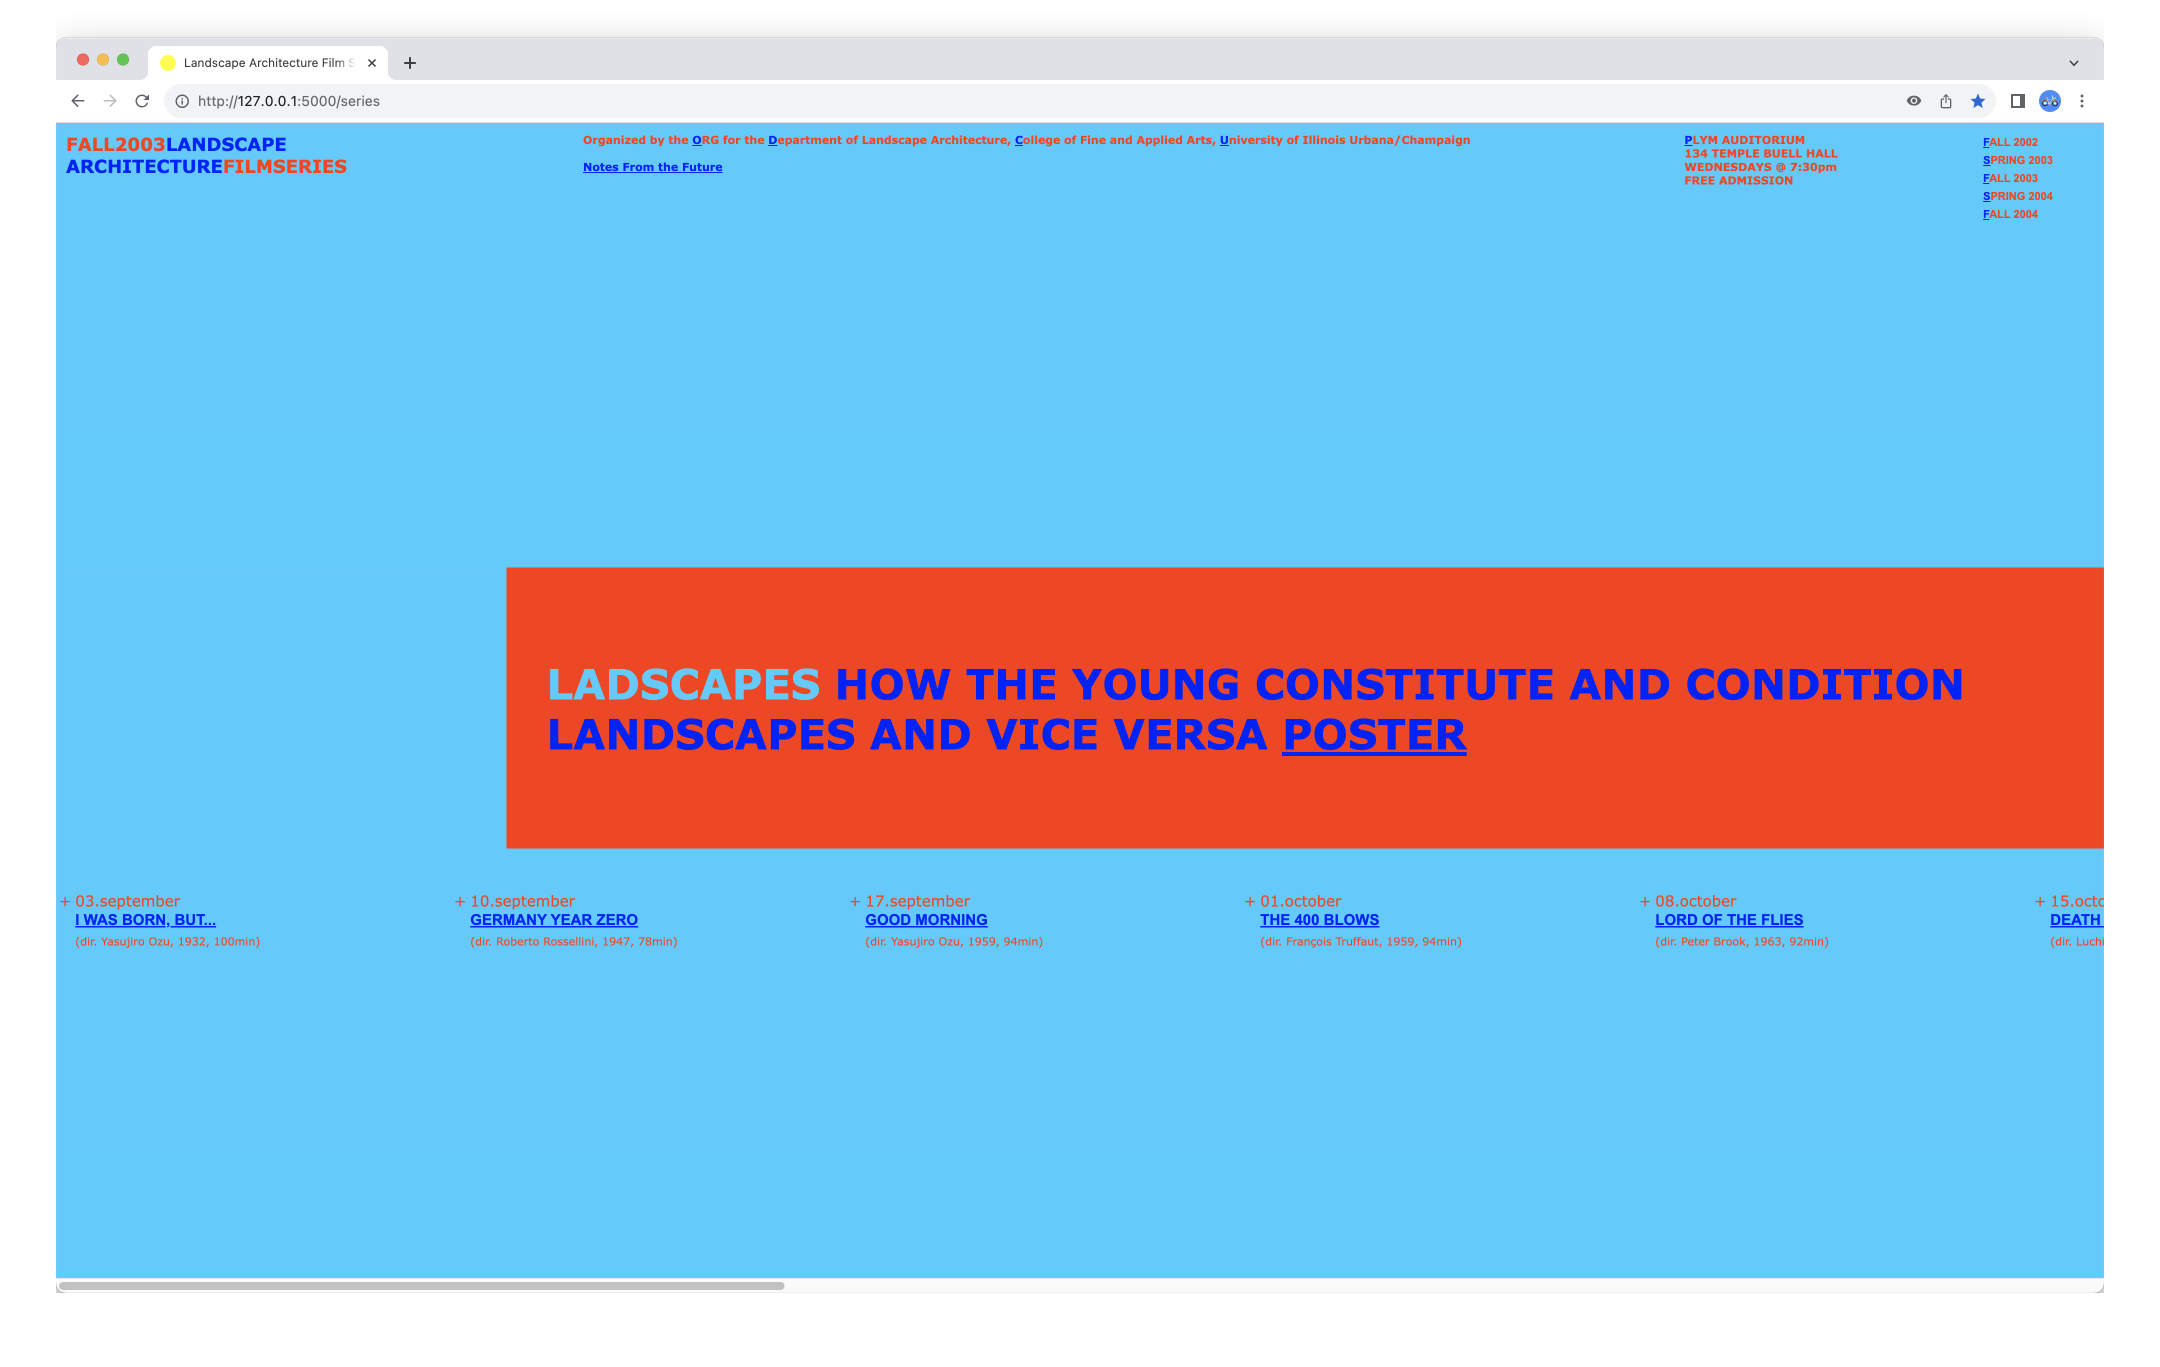 Landscape Architecture Film S
http://127.0.0.1:5000/series
FALL2003LANDSCAPE
ARCHITECTUREFILMSERIES
Organized by the ORG for the Department of Landscape Architecture, College of Fine and Applied Arts, University of Illinois Urbana/Champaign
Notes From the Future
PLYM AUDITORIUM
134 TEMPLE BUELL HALL
WEDNESDAYS @ 7:30pm
FREE ADMISSION
FALL 2002
SPRING 2003
FALL 2003
SPRING 2004
FALL 2004
LADSCAPES HOW THE YOUNG CONSTITUTE AND CONDITION
LANDSCAPES AND VICE VERSA POSTER
+ 03.september
I WAS BORN, BUT...
(dir. Yasujiro Ozu, 1932, 100min)
+ 10.september
GERMANY YEAR ZERO
(dir. Roberto Rossellini, 1947, 78min)
+ 17.september
GOOD MORNING
(dir. Yasujiro Ozu, 1959, 94min)
+ 01.october
THE 400 BLOWS
(dir. François Truffaut, 1959, 94min)
+ 08.october
LORD OF THE FLIES
(dir. Peter Brook, 1963, 92min)
+ 15.octo
DEATH
(dir. Luchi